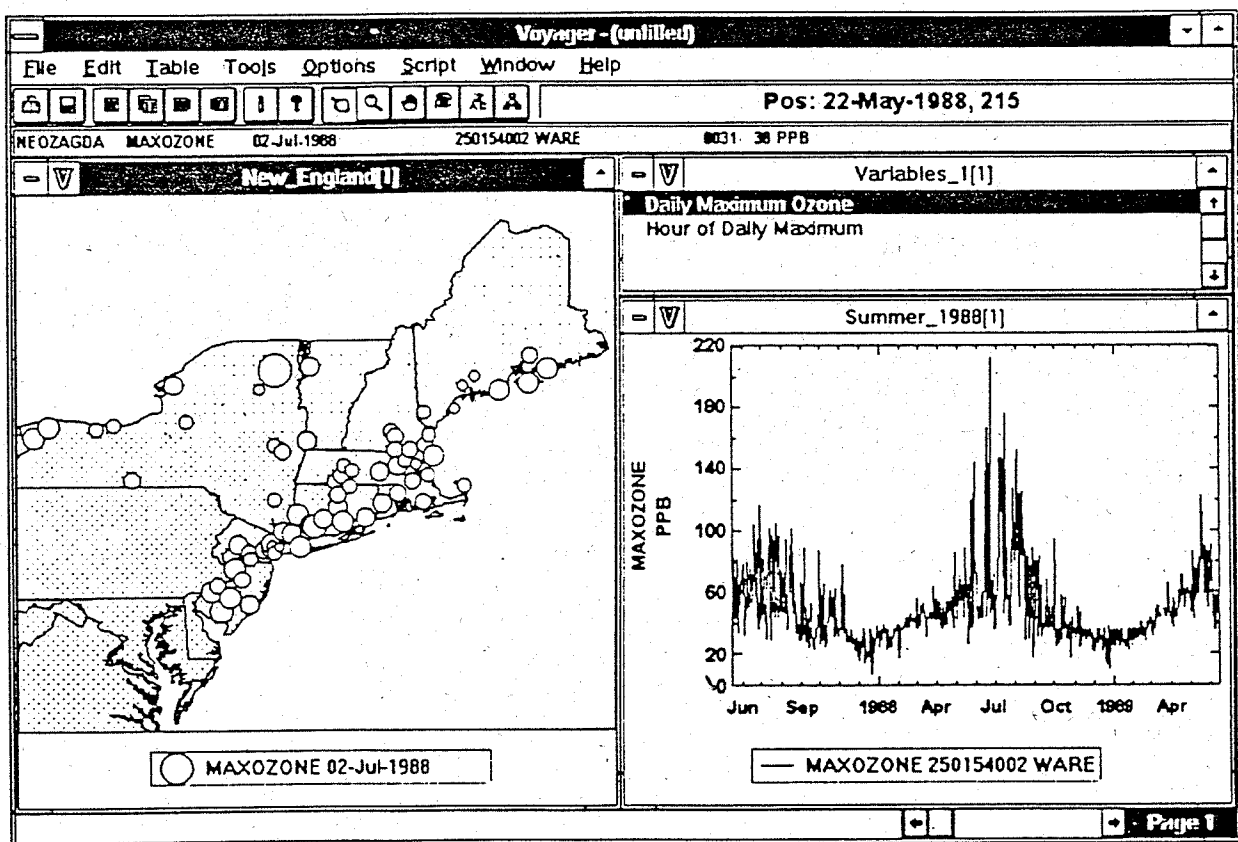 Voyager - (untitled)
File Edit Table Tools Options Script Window Help
Pos: 22-May-1988, 215
NEOZAGDA MAXOZONE 02-Jul-1988 250154002 WARE 0031 38 PPB
New_England[1]
MAXOZONE 02-Jul-1988
Variables_1[1]
Daily Maximum Ozone
Hour of Daily Maximum
Summer_1988[1]
220
180
140
100
60
20
-0
MAXOZONE
PPB
Jun Sep 1988 Apr Jul Oct 1989 Apr
MAXOZONE 250154002 WARE
Page 1